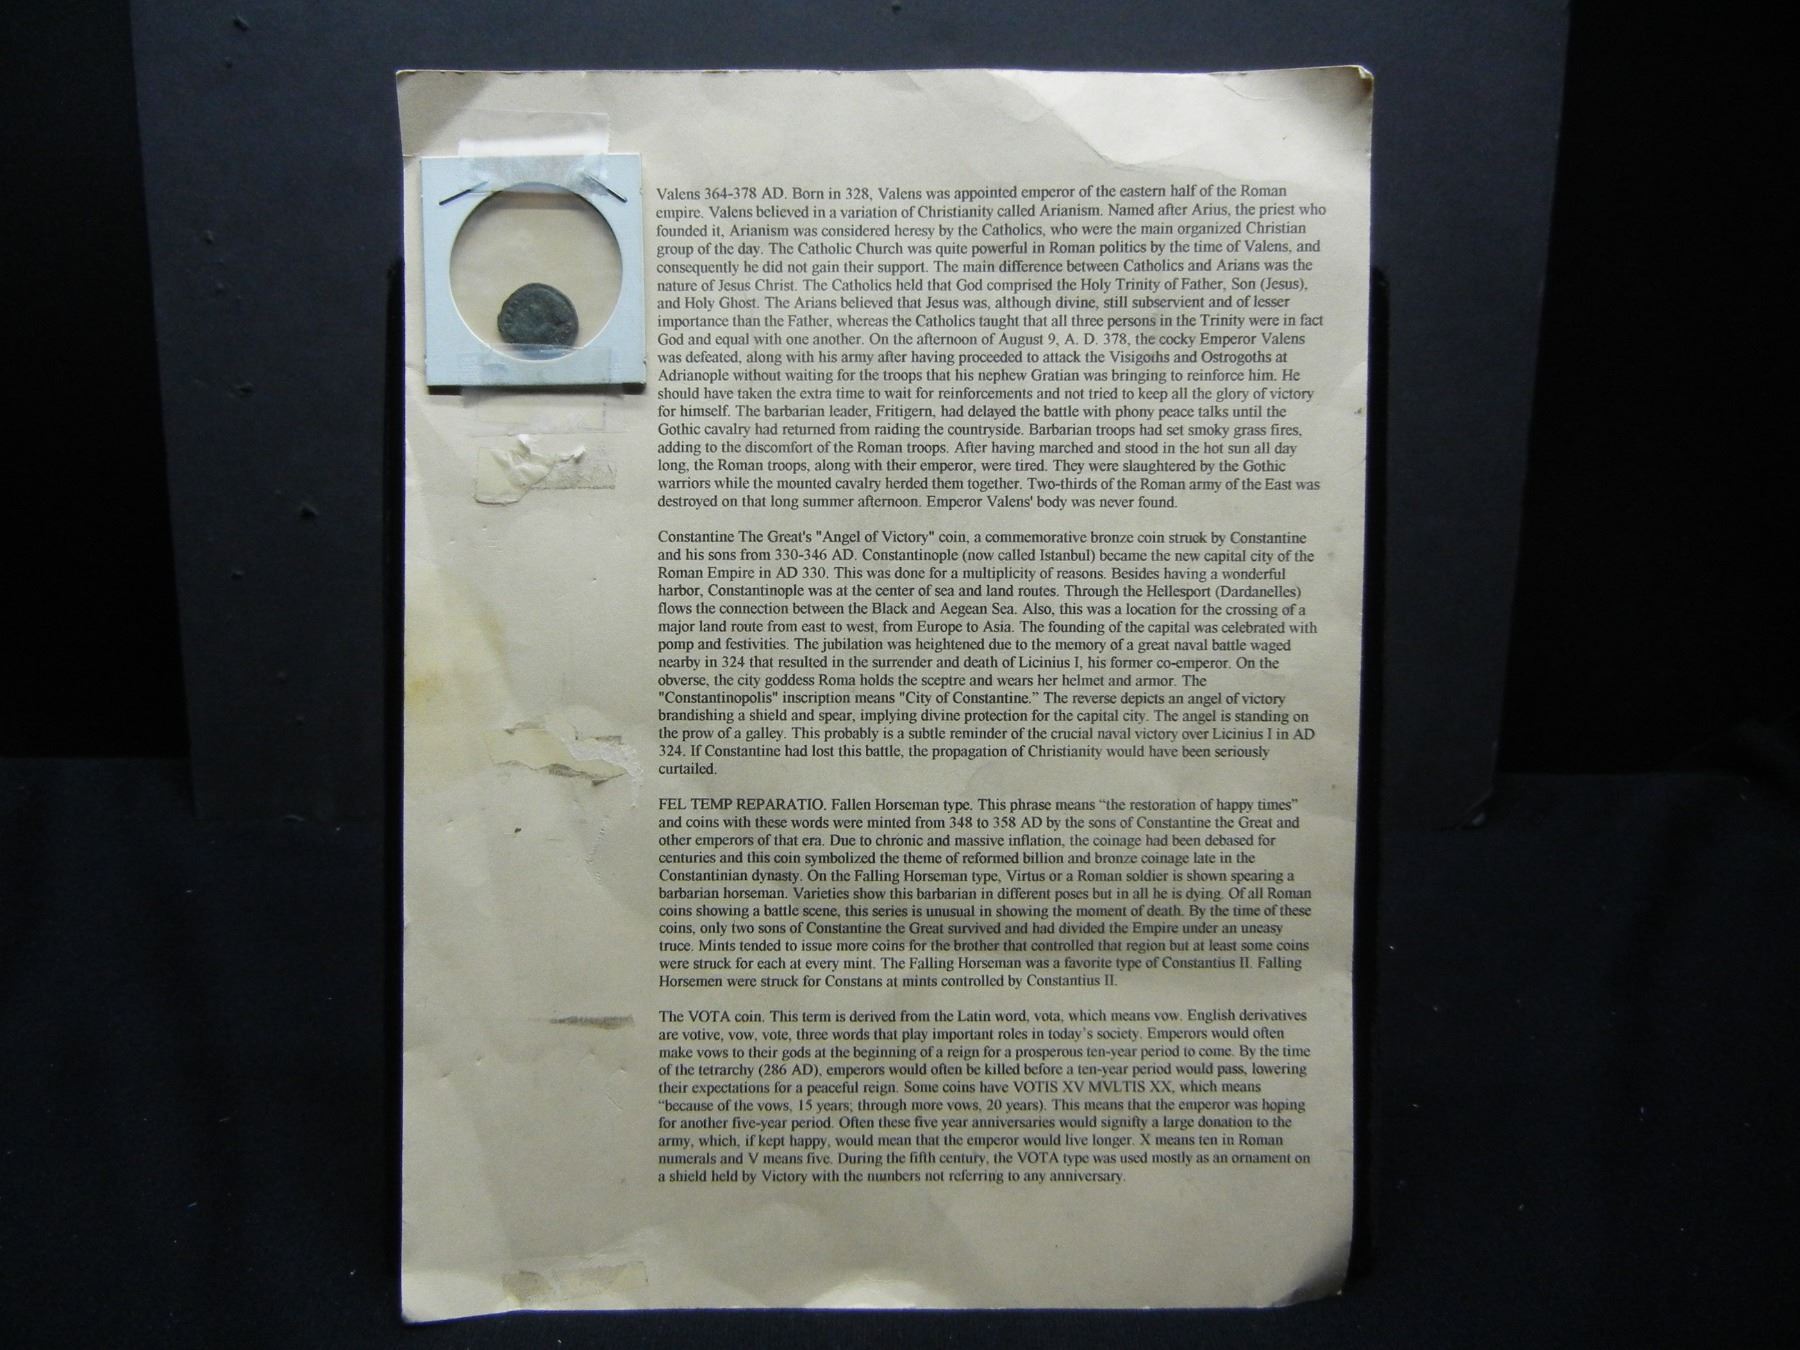 Valens 364-378 AD. Born in 328, Valens was appointed emperor of the eastern half of the Roman
empire. Valens believed in a variation of Christianity called Arianism. Named after Arius, the priest who
founded it, Arianism was considered heresy by the Catholics, who were the main organized Christian
group of the day. The Catholic Church was quite powerful in Roman politics by the time of Valens, and
consequently he did not gain their support. The main difference between Catholics and Arians was the
nature of Jesus Christ. The Catholics held that God comprised the Holy Trinity of Father, Son (Jesus),
and Holy Ghost. The Arians believed that Jesus was, although divine, still subservient and of lesser
importance than the Father, whereas the Catholics taught that all three persons in the Trinity were in fact
God and equal with one another. On the afternoon of August 9, A. D. 378, the cocky Emperor Valens
was defeated, along with his army after having proceeded to attack the Visigoths and Ostrogoths at
Adrianople without waiting for the troops that his nephew Gratian was bringing to reinforce him. He
should have taken the extra time to wait for reinforcements and not tried to keep all the glory of victory
for himself. The barbarian leader, Fritigern, had delayed the battle with phony peace talks until the
Gothic cavalry had returned from raiding the countryside. Barbarian troops had set smoky grass fires,
adding to the discomfort of the Roman troops. After having marched and stood in the hot sun all day
long, the Roman troops, along with their emperor, were tired. They were slaughtered by the Gothic
warriors while the mounted cavalry herded them together. Two-thirds of the Roman army of the East was
destroyed on that long summer afternoon. Emperor Valens' body was never found.
Constantine The Great's "Angel of Victory" coin, a commemorative bronze coin struck by Constantine
and his sons from 330-346 AD. Constantinople (now called Istanbul) became the new capital city of the
Roman Empire in AD 330. This was done for a multiplicity of reasons. Besides having a wonderful
harbor, Constantinople was at the center of sea and land routes. Through the Hellesport (Dardanelles)
flows the connection between the Black and Aegean Sea. Also, this was a location for the crossing of a
major land route from east to west, from Europe to Asia. The founding of the capital was celebrated with
pomp and festivities. The jubilation was heightened due to the memory of a great naval battle waged
nearby in 324 that resulted in the surrender and death of Licinius I, his former co-emperor. On the
obverse, the city goddess Roma holds the sceptre and wears her helmet and armor. The
"Constantinopolis" inscription means "City of Constantine.” The reverse depicts an angel of victory
brandishing a shield and spear, implying divine protection for the capital city. The angel is standing on
the prow of a galley. This probably is a subtle reminder of the crucial naval victory over Licinius I in AD
324. If Constantine had lost this battle, the propagation of Christianity would have been seriously
curtailed.
FEL TEMP REPARATIO. Fallen Horseman type. This phrase means “the restoration of happy times”
and coins with these words were minted from 348 to 358 AD by the sons of Constantine the Great and
other emperors of that era. Due to chronic and massive inflation, the coinage had been debased for
centuries and this coin symbolized the theme of reformed billion and bronze coinage late in the
Constantinian dynasty. On the Falling Horseman type, Virtus or a Roman soldier is shown spearing a
barbarian horseman. Varieties show this barbarian in different poses but in all he is dying. Of all Roman
coins showing a battle scene, this series is unusual in showing the moment of death. By the time of these
coins, only two sons of Constantine the Great survived and had divided the Empire under an uneasy
truce. Mints tended to issue more coins for the brother that controlled that region but at least some coins
were struck for each at every mint. The Falling Horseman was a favorite type of Constantius II. Falling
Horsemen were struck for Constans at mints controlled by Constantius II.
The VOTA coin. This term is derived from the Latin word, vota, which means vow. English derivatives
are votive, vow, vote, three words that play important roles in today’s society. Emperors would often
make vows to their gods at the beginning of a reign for a prosperous ten-year period to come. By the time
of the tetrarchy (286 AD), emperors would often be killed before a ten-year period would pass, lowering
their expectations for a peaceful reign. Some coins have VOTIS XV MVLTIS XX, which means
“because of the vows, 15 years; through more vows, 20 years). This means that the emperor was hoping
for another five-year period. Often these five year anniversaries would signifty a large donation to the
army, which, if kept happy, would mean that the emperor would live longer. X means ten in Roman
numerals and V means five. During the fifth century, the VOTA type was used mostly as an ornament on
a shield held by Victory with the numbers not referring to any anniversary.